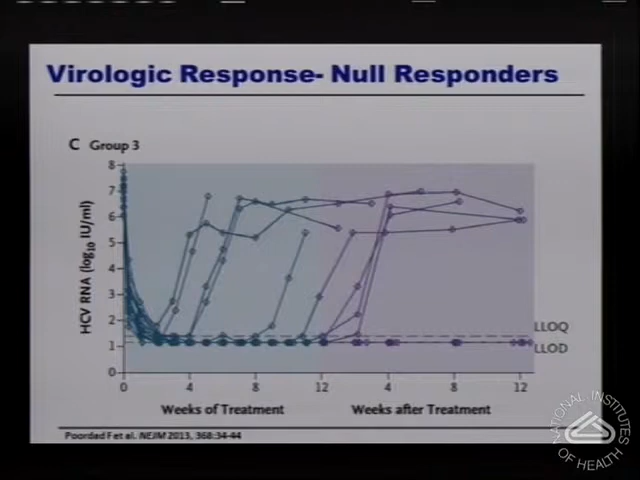 Virologic Response- Null Responders
C Group 3
HCV RNA (log10 IU/ml)
8
7
6
5
4
3
2
1
0
LLOQ
LLOD
0 4 8 12 4 8 12
Weeks of Treatment Weeks after Treatment
Poordad F et al. NEJM 2013, 368:34-44
NATIONAL INSTITUTES
OF HEALTH